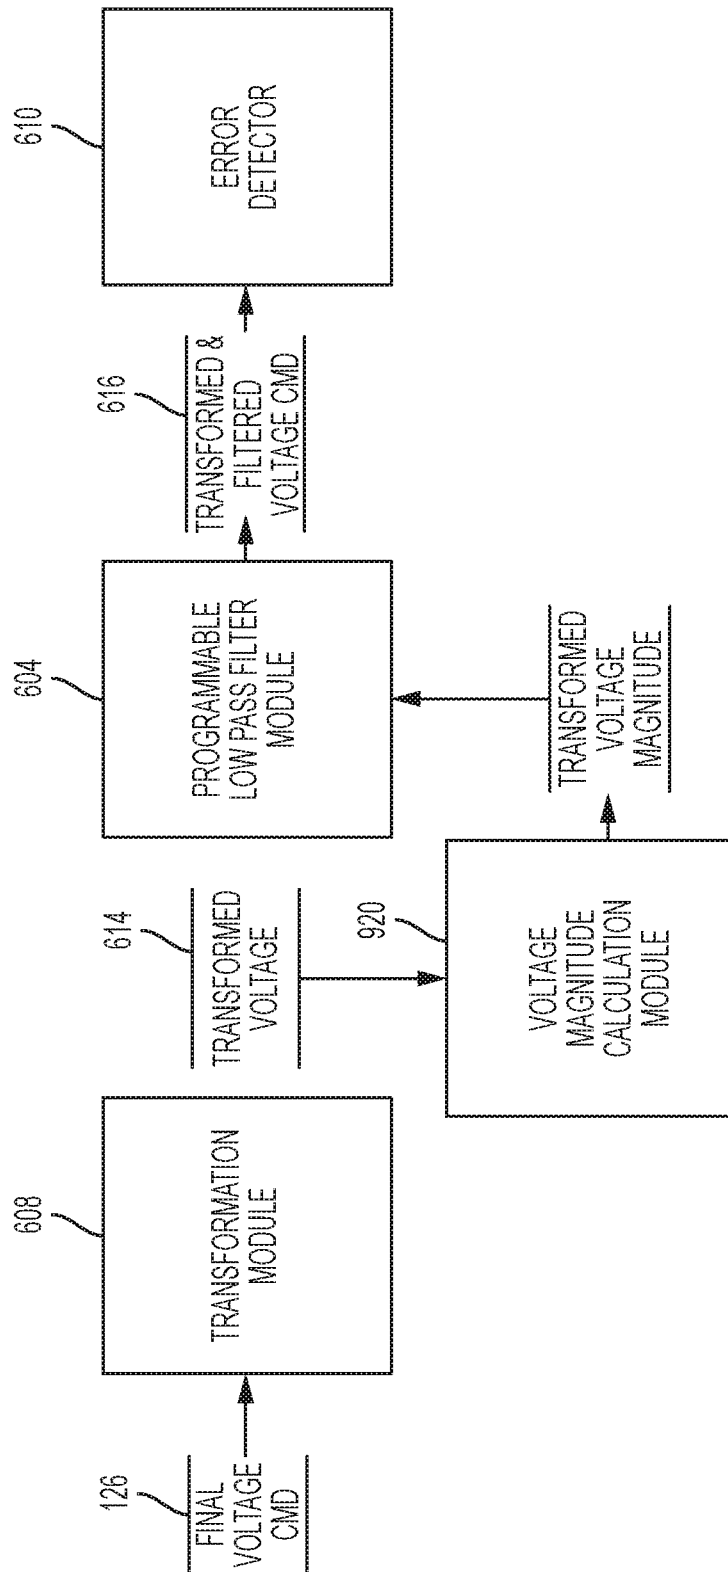 126
FINAL
VOLTAGE
CMD
608
TRANSFORMATION
MODULE
614
TRANSFORMED
VOLTAGE
920
VOLTAGE
MAGNITUDE
CALCULATION
MODULE
TRANSFORMED
VOLTAGE
MAGNITUDE
604
PROGRAMMABLE
LOW PASS FILTER
MODULE
616
TRANSFORMED &
FILTERED
VOLTAGE CMD
610
ERROR
DETECTOR